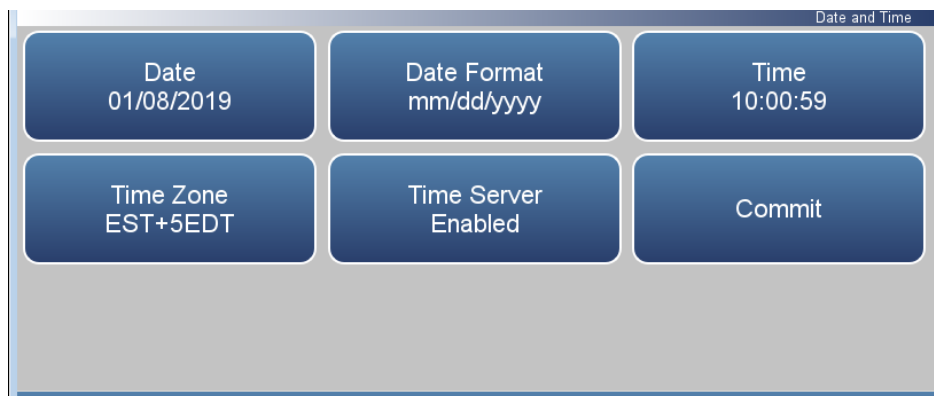 Date and Time
Date
01/08/2019
Date Format
mm/dd/yyyy
Time
10:00:59
Time Zone
EST+5EDT
Time Server
Enabled
Commit